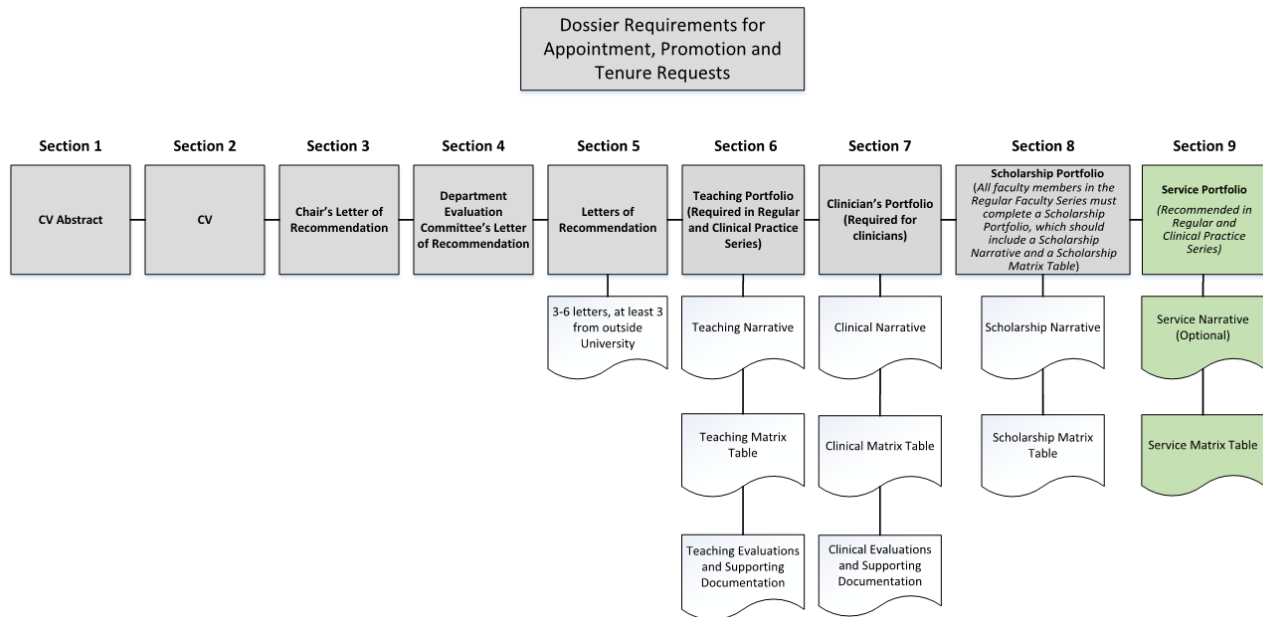 Dossier Requirements for
Appointment, Promotion and
Tenure Requests
Section 1
Section 2
Section 3
Section 4
Section 5
Section 6
Section 7
Section 8
Section 9
CV Abstract
CV
Chair's Letter of
Recommendation
Department
Evaluation
Committee's Letter
of Recommendation
Letters of
Recommendation
Teaching Portfolio
(Required in Regular
and Clinical Practice
Series)
Clinician's Portfolio
(Required for
clinicians)
Scholarship Portfolio
(All faculty members in the
Regular Faculty Series must
complete a Scholarship
Portfolio, which should
include a Scholarship
Narrative and a Scholarship
Matrix Table)
Service Portfolio
(Recommended in
Regular and
Clinical Practice
Series)
3-6 letters, at least 3
from outside
University
Teaching Narrative
Clinical Narrative
Scholarship Narrative
Service Narrative
(Optional)
Teaching Matrix
Table
Clinical Matrix Table
Scholarship Matrix
Table
Service Matrix Table
Teaching Evaluations
and Supporting
Documentation
Clinical Evaluations
and Supporting
Documentation